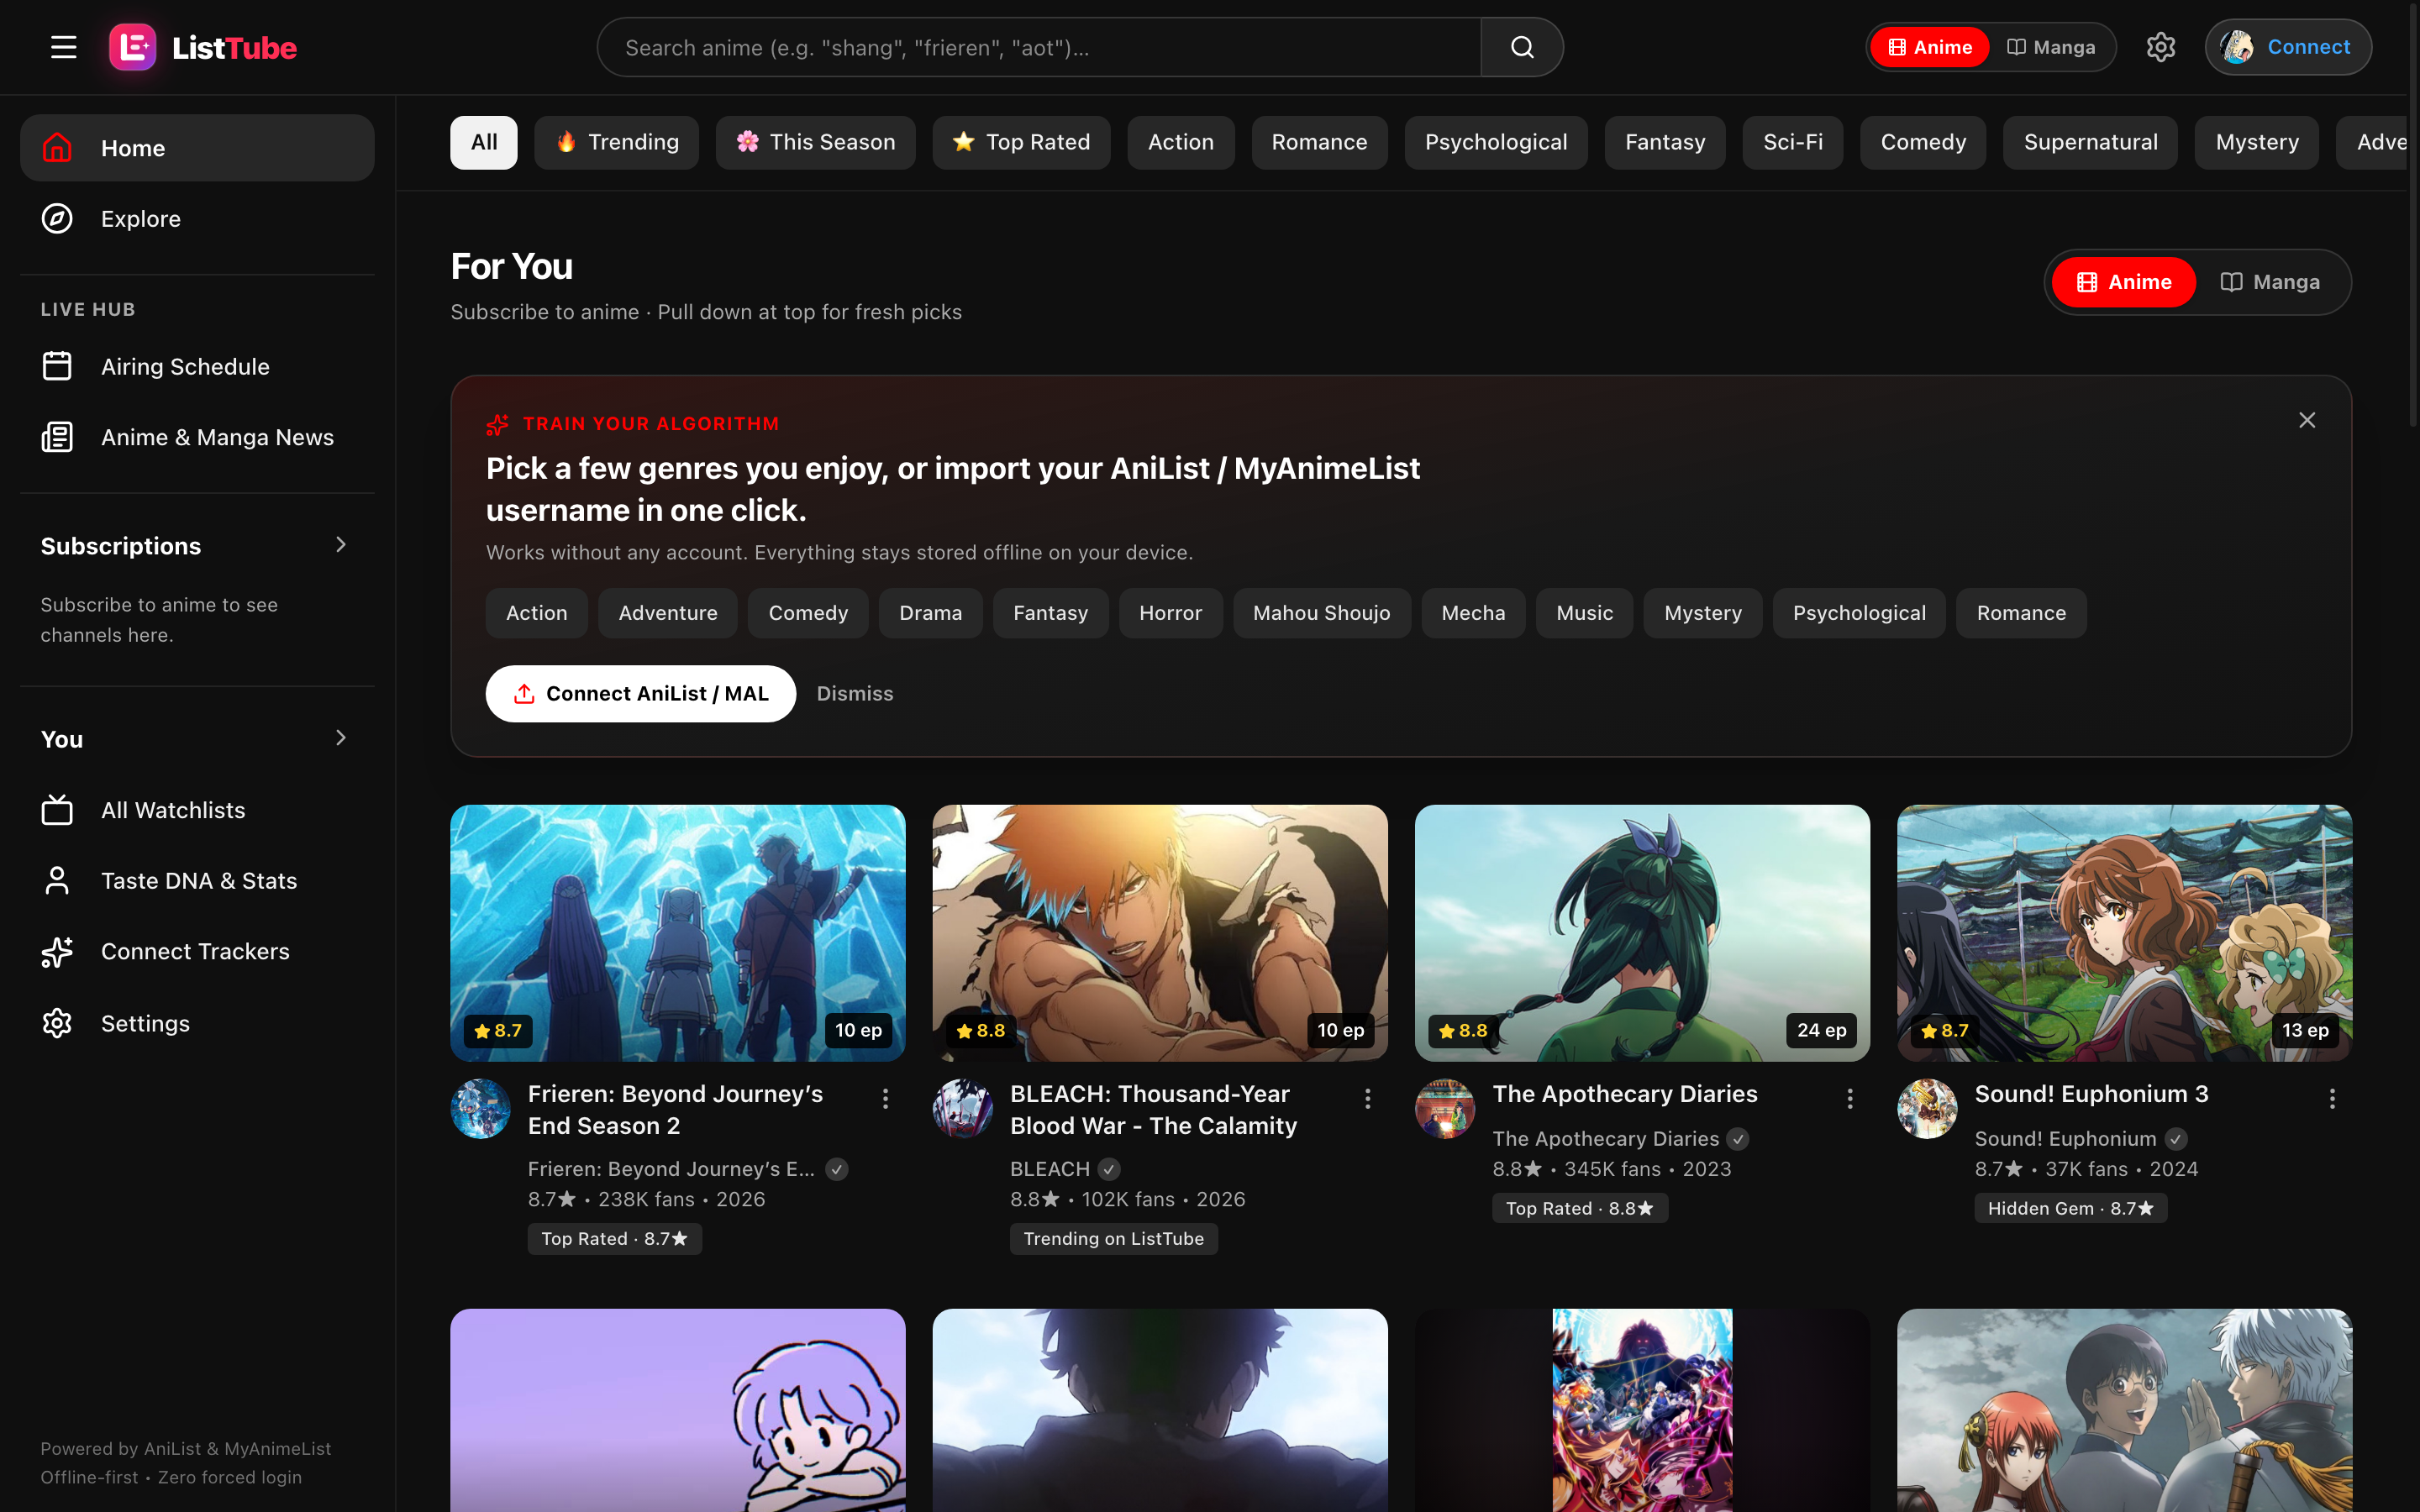 ListTube
Search anime (e.g. "shang", "frieren", "aot")...
Anime
Manga
Connect
Home
Explore
LIVE HUB
Airing Schedule
Anime & Manga News
Subscriptions
Subscribe to anime to see
channels here.
You
All Watchlists
Taste DNA & Stats
Connect Trackers
Settings
Powered by AniList & MyAnimeList
Offline-first • Zero forced login
All
🔥 Trending
🌸 This Season
⭐ Top Rated
Action
Romance
Psychological
Fantasy
Sci-Fi
Comedy
Supernatural
Mystery
Adve
For You
Subscribe to anime · Pull down at top for fresh picks
Anime
Manga
TRAIN YOUR ALGORITHM
Pick a few genres you enjoy, or import your AniList / MyAnimeList
username in one click.
Works without any account. Everything stays stored offline on your device.
Action
Adventure
Comedy
Drama
Fantasy
Horror
Mahou Shoujo
Mecha
Music
Mystery
Psychological
Romance
Connect AniList / MAL
Dismiss
★ 8.7
10 ep
Frieren: Beyond Journey’s
End Season 2
Frieren: Beyond Journey’s E...
8.7★ • 238K fans • 2026
Top Rated · 8.7★
★ 8.8
10 ep
BLEACH: Thousand-Year
Blood War - The Calamity
BLEACH
8.8★ • 102K fans • 2026
Trending on ListTube
★ 8.8
24 ep
The Apothecary Diaries
The Apothecary Diaries
8.8★ • 345K fans • 2023
Top Rated · 8.8★
★ 8.7
13 ep
Sound! Euphonium 3
Sound! Euphonium
8.7★ • 37K fans • 2024
Hidden Gem · 8.7★